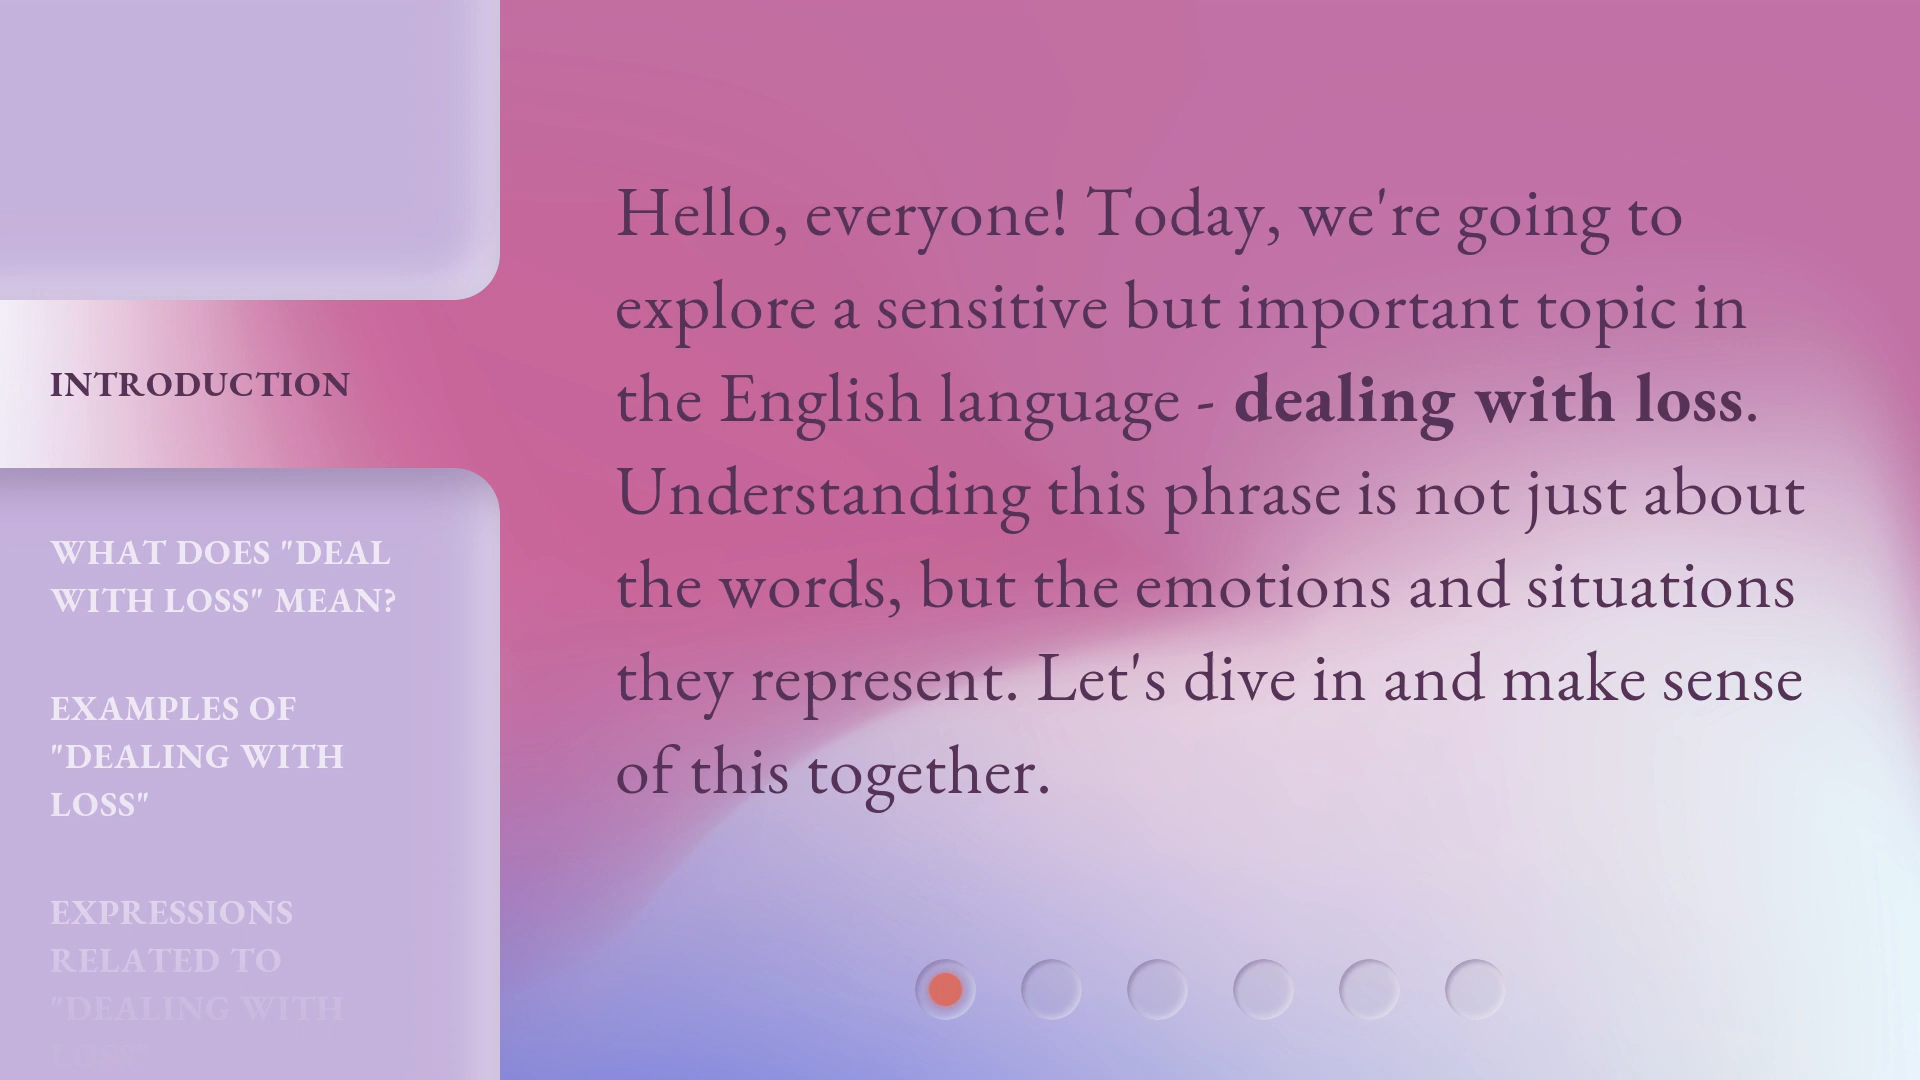 INTRODUCTION
WHAT DOES "DEAL
WITH LOSS" MEAN?
EXAMPLES OF
"DEALING WITH
LOSS"
EXPRESSIONS
RELATED TO
"DEALING WITH
LOSS"
Hello, everyone! Today, we're going to
explore a sensitive but important topic in
the English language - dealing with loss.
Understanding this phrase is not just about
the words, but the emotions and situations
they represent. Let's dive in and make sense
of this together.